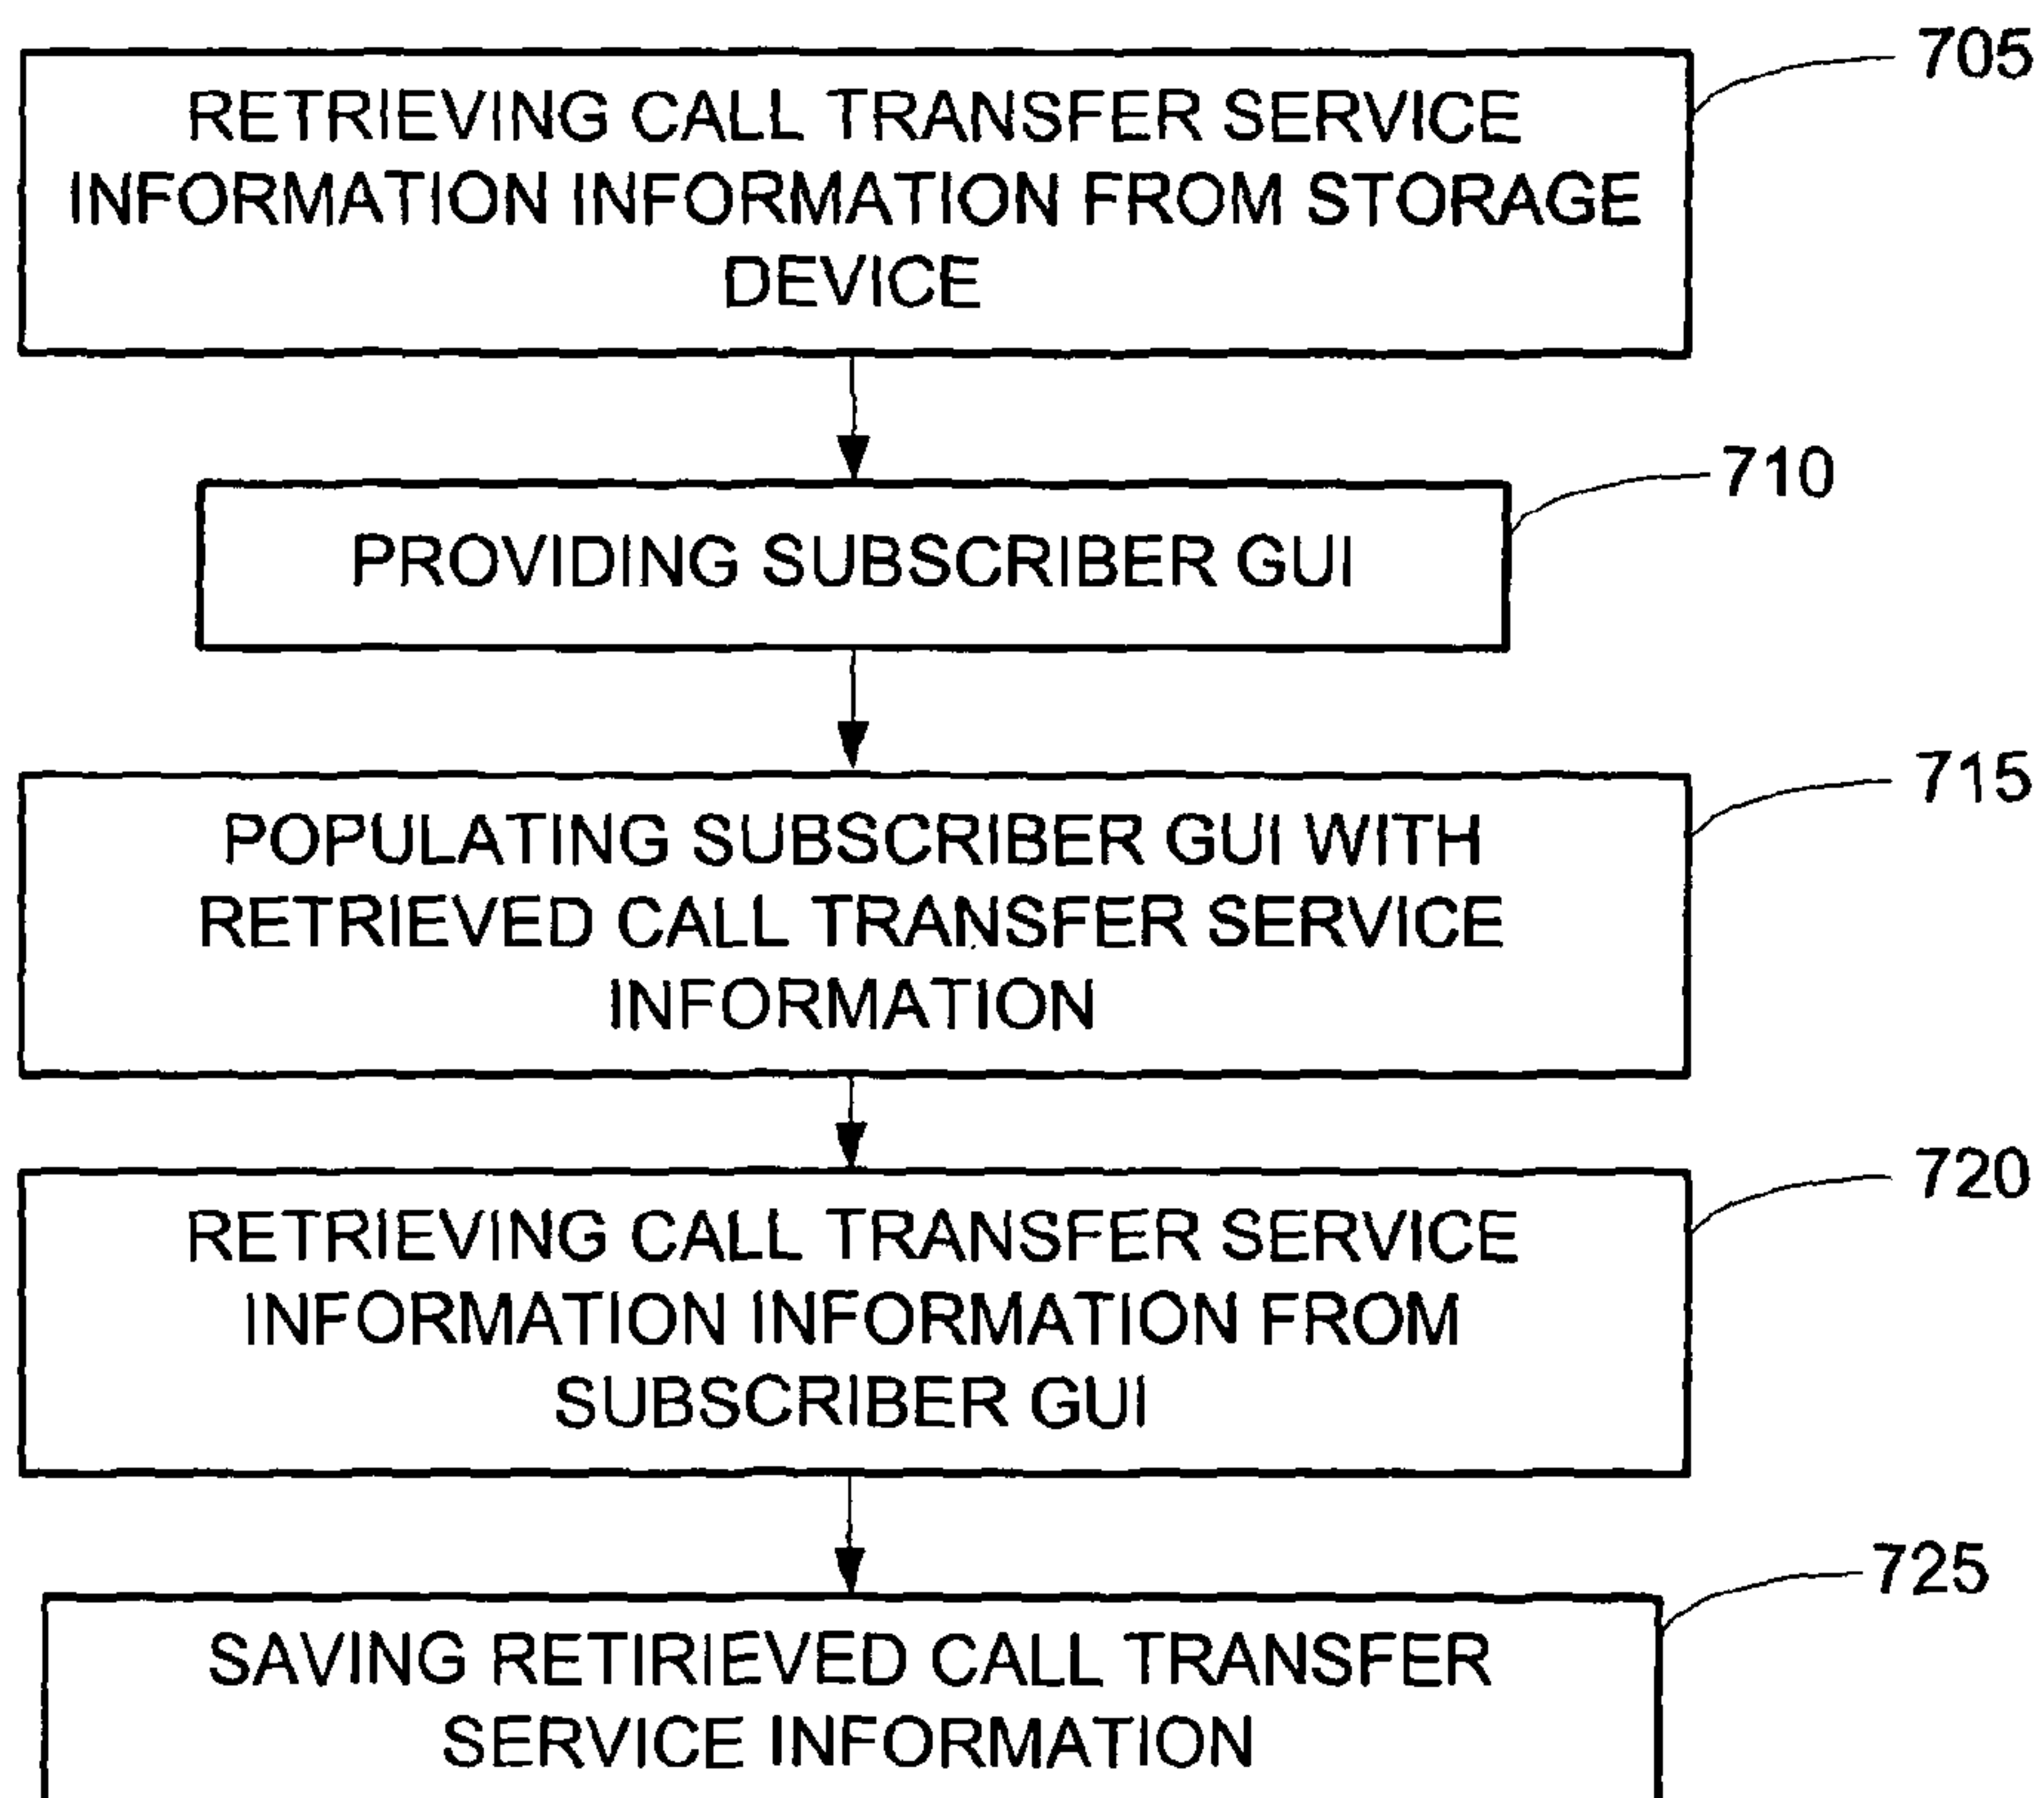 705
RETRIEVING CALL TRANSFER SERVICE
INFORMATION INFORMATION FROM STORAGE
DEVICE
710
PROVIDING SUBSCRIBER GUI
715
POPULATING SUBSCRIBER GUI WITH
RETRIEVED CALL TRANSFER SERVICE
INFORMATION
720
RETRIEVING CALL TRANSFER SERVICE
INFORMATION INFORMATION FROM
SUBSCRIBER GUI
725
SAVING RETIRIEVED CALL TRANSFER
SERVICE INFORMATION